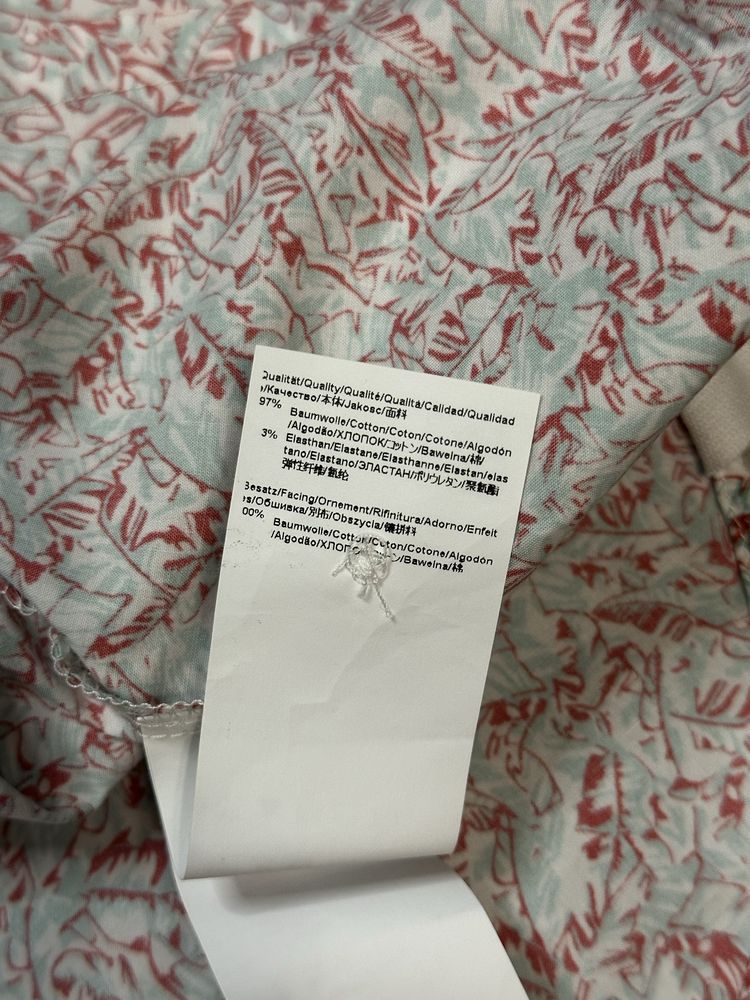 Qualität/Quality/Qualité/Qualità/Calidad/Qualidad
/Качество/本体/Jakosc/面料
97% Baumwolle/Cotton/Coton/Cotone/Algodón
/Algodão/ХЛОПОК/コットン/Bawełna/棉/
3% Elasthan/Elastane/Elasthanne/Elastan/elas
tano/Elastano/ЭЛАСТАН/ポリウレタン/聚氨酯
弹性纤维/氨纶
Besatz/Facing/Ornement/Rifinitura/Adorno/Enfeit
es/Обшивка/別布/Obszycia/镶拼料
00% Baumwolle/Cotton/Coton/Cotone/Algodón
/Algodão/ХЛОПОК/コットン/Bawełna/棉